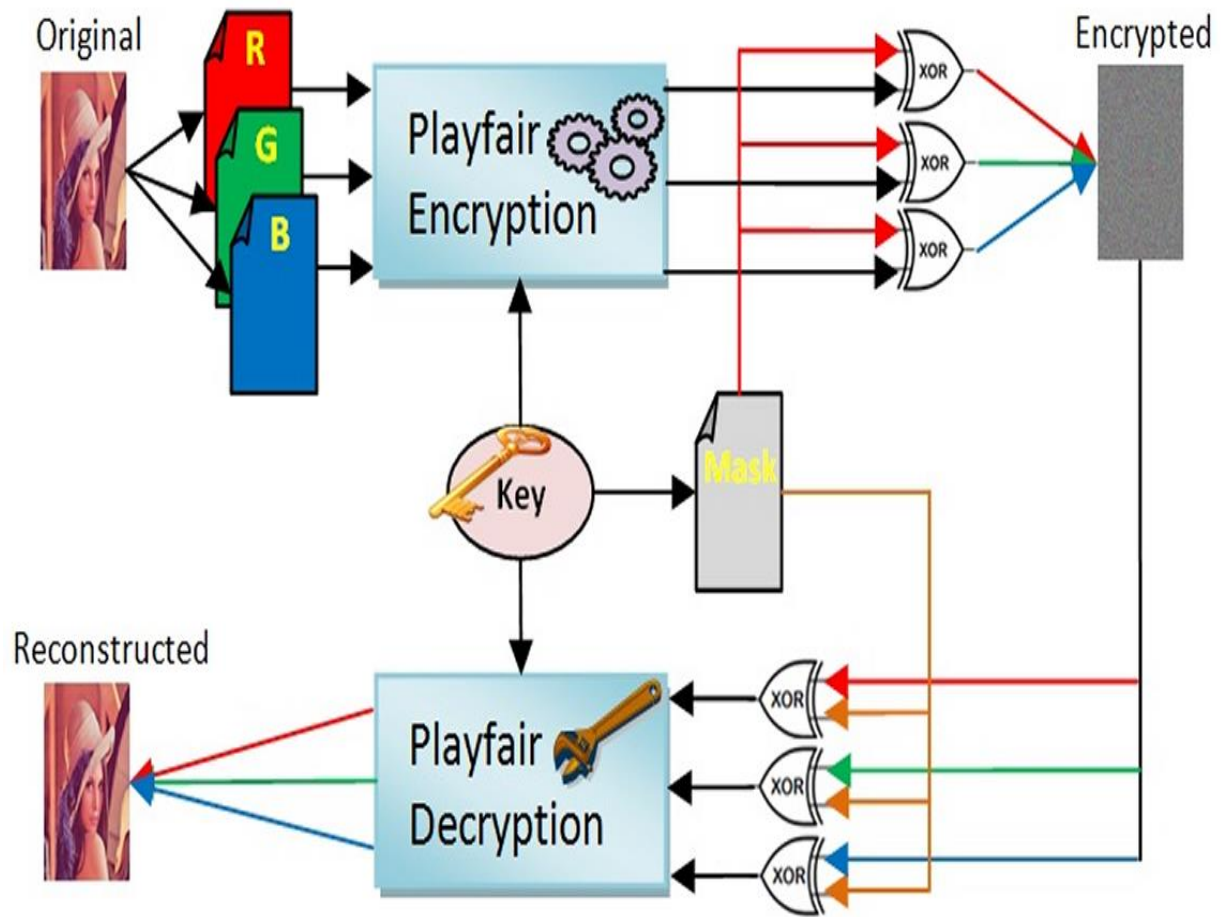 Original
Encrypted
R
G
B
Playfair
Encryption
XOR
XOR
XOR
Key
Mask
Reconstructed
Playfair
Decryption
XOR
XOR
XOR